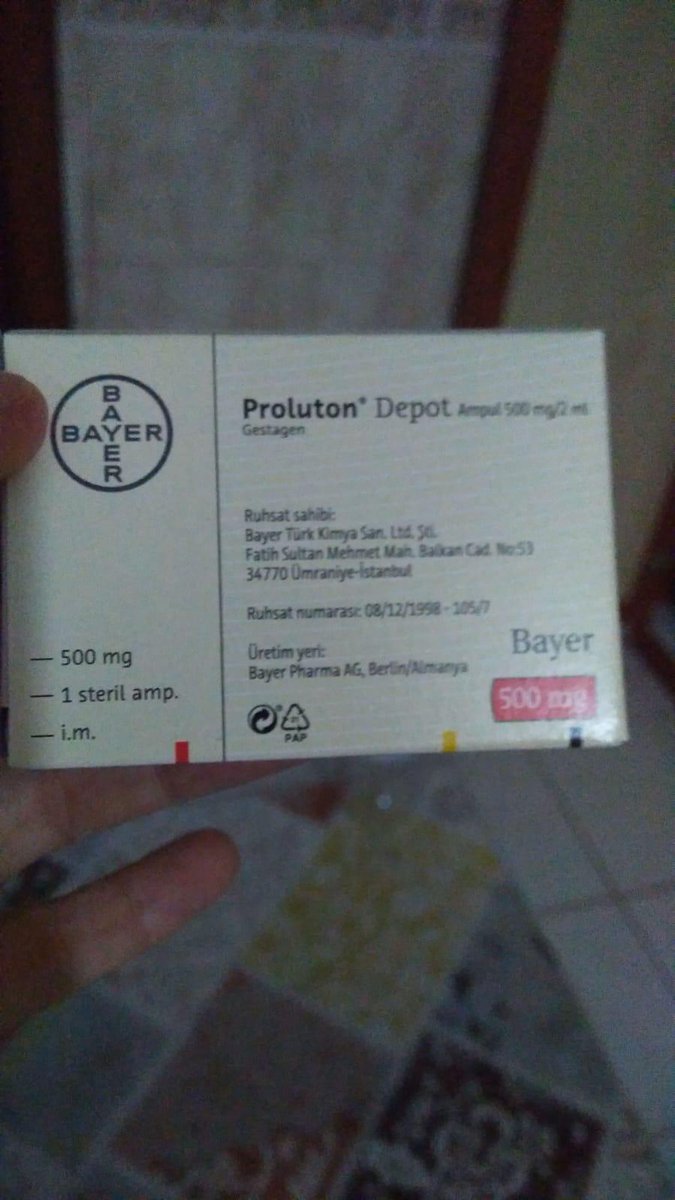 BAYER
BAYER
— 500 mg
— 1 steril amp.
— i.m.
Proluton® Depot Ampul 500 mg/2 ml
Gestagen
Ruhsat sahibi:
Bayer Türk Kimya San. Ltd. Şti.
Fatih Sultan Mehmet Mah. Balkan Cad. No:53
34770 Ümraniye-İstanbul
Ruhsat numarası: 08/12/1998 - 105/7
Üretim yeri:
Bayer Pharma AG, Berlin/Almanya
PAP
Bayer
500 mg